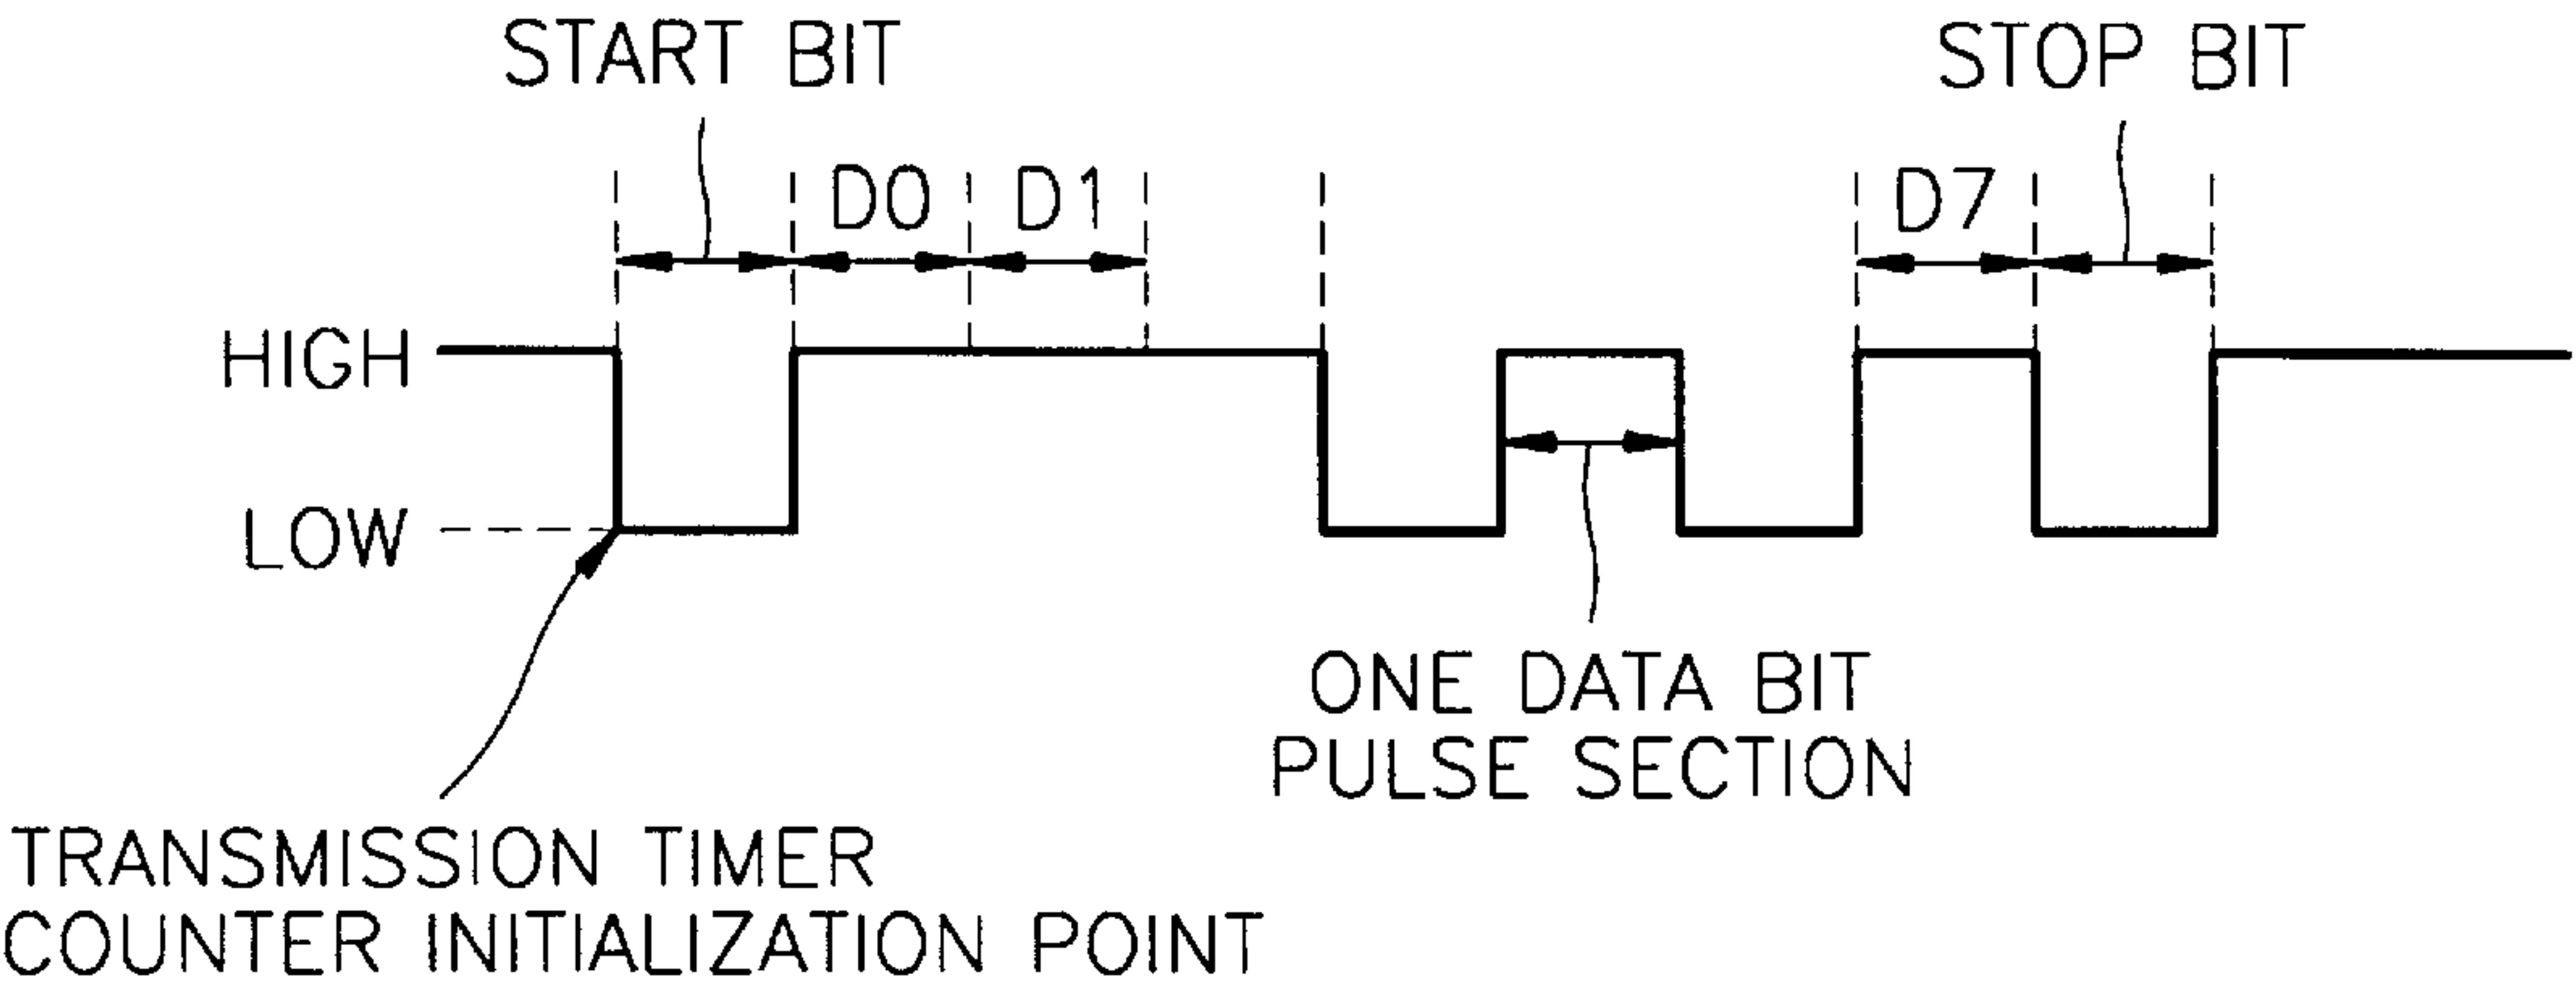 START BIT
STOP BIT
D0
D1
D7
HIGH
LOW
ONE DATA BIT
PULSE SECTION
TRANSMISSION TIMER
COUNTER INITIALIZATION POINT